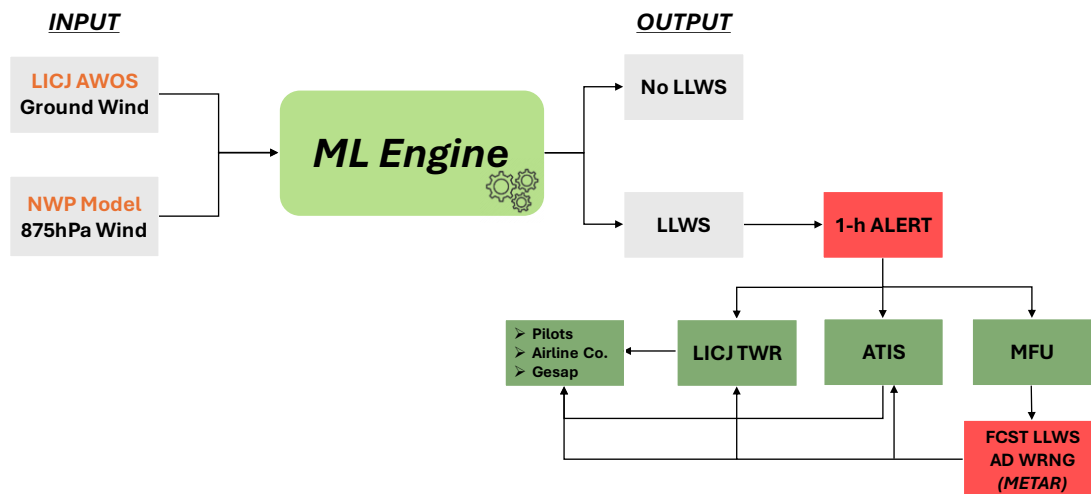 INPUT
OUTPUT
LICJ AWOS
Ground Wind
NWP Model
875hPa Wind
ML Engine
No LLWS
LLWS
1-h ALERT
➢ Pilots
➢ Airline Co.
➢ Gesap
LICJ TWR
ATIS
MFU
FCST LLWS
AD WRNG
(METAR)